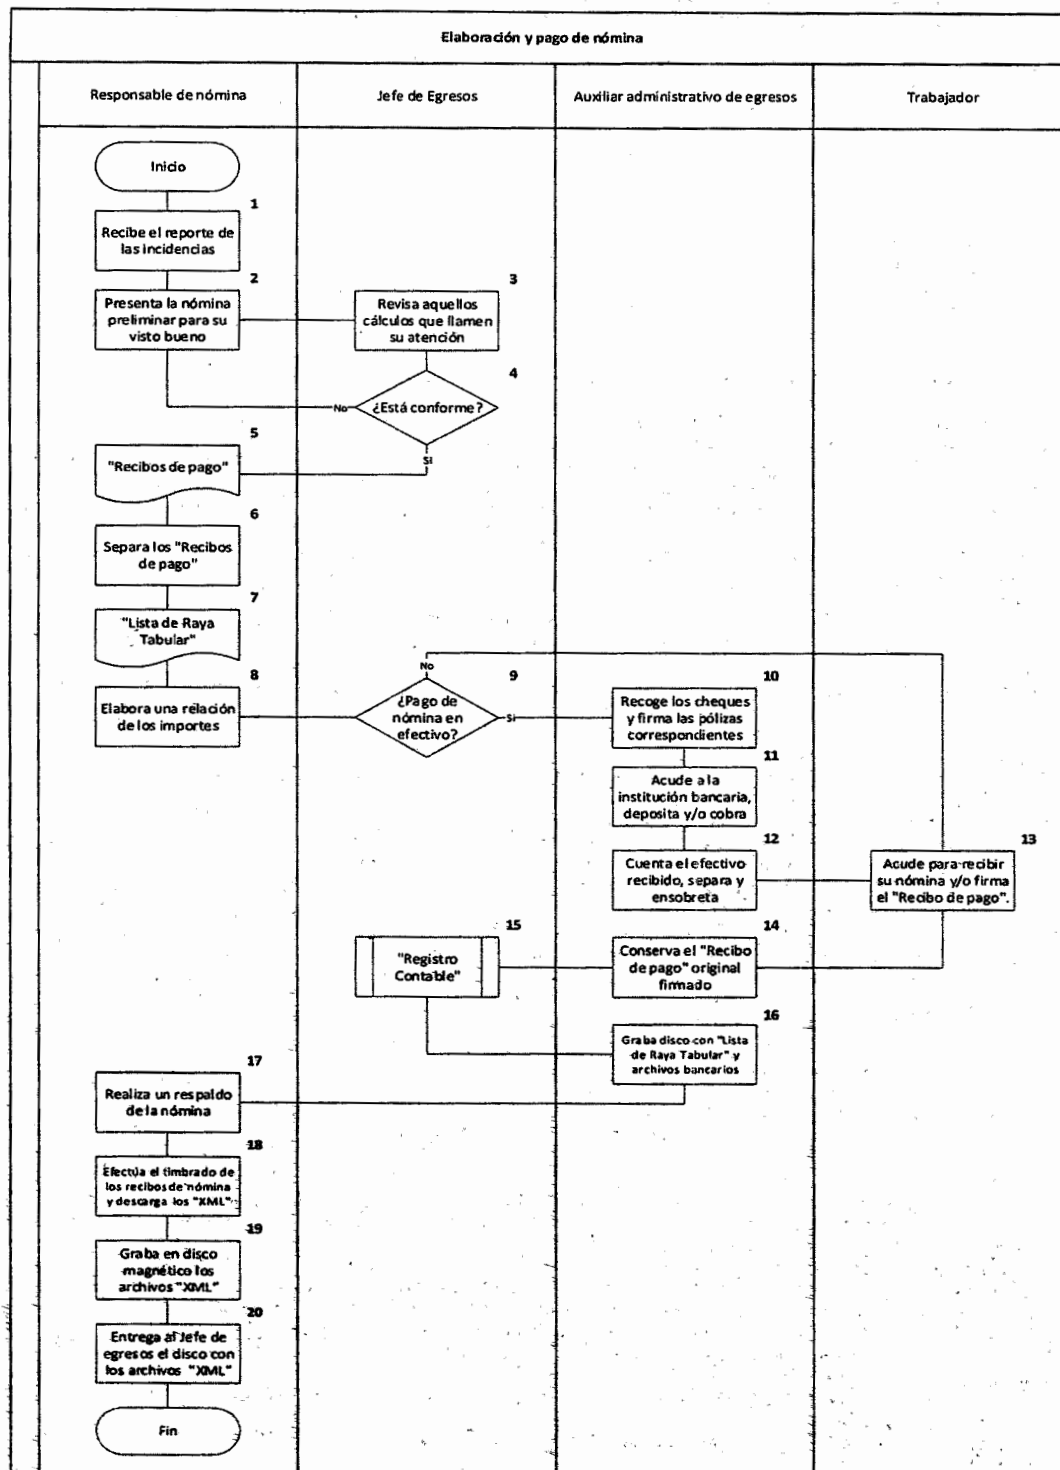 Elaboración y pago de nómina
Responsable de nómina
Jefe de Egresos
Auxiliar administrativo de egresos
Trabajador
Inicio
1
Recibe el reporte de
las incidencias
2
Presenta la nómina
preliminar para su
visto bueno
3
Revisa aquellos
cálculos que llamen
su atención
4
¿Está conforme?
No
Si
5
"Recibos de pago"
6
Separa los "Recibos
de pago"
7
"Lista de Raya
Tabular"
8
Elabora una relación
de los importes
No
9
¿Pago de
nómina en
efectivo?
Si
10
Recoge los cheques
y firma las pólizas
correspondientes
11
Acude a la
institución bancaria,
deposita y/o cobra
12
Cuenta el efectivo
recibido, separa y
ensobreta
13
Acude para recibir
su nómina y/o firma
el "Recibo de pago".
14
Conserva el "Recibo
de pago" original
firmado
15
"Registro
Contable"
16
Graba disco con "Lista
de Raya Tabular" y
archivos bancarios
17
Realiza un respaldo
de la nómina
18
Efectúa el timbrado de
los recibos de nómina
y descarga los "XML"
19
Graba en disco
magnético los
archivos "XML"
20
Entrega al Jefe de
egresos el disco con
los archivos "XML"
Fin